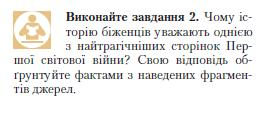 Виконайте завдання 2. Чому іс-
торію біженців уважають однією
з найтрагічніших сторінок Пер-
шої світової війни? Свою відповідь об-
ґрунтуйте фактами з наведених фрагмен-
тів джерел.